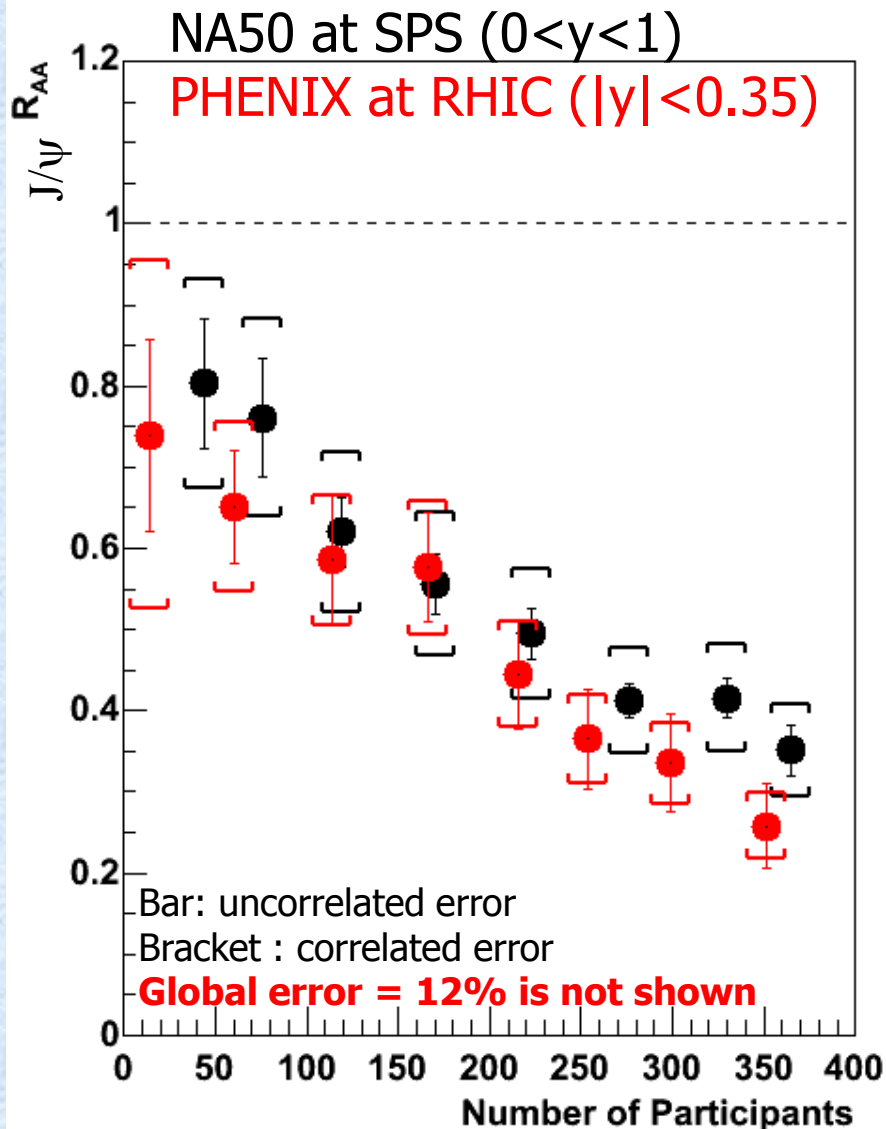 NA50 at SPS (0<y<1)
PHENIX at RHIC (|y|<0.35)
J/ψ R_AA
1.2
1
0.8
0.6
0.4
0.2
0
Bar: uncorrelated error
Bracket : correlated error
Global error = 12% is not shown
0 50 100 150 200 250 300 350 400
Number of Participants